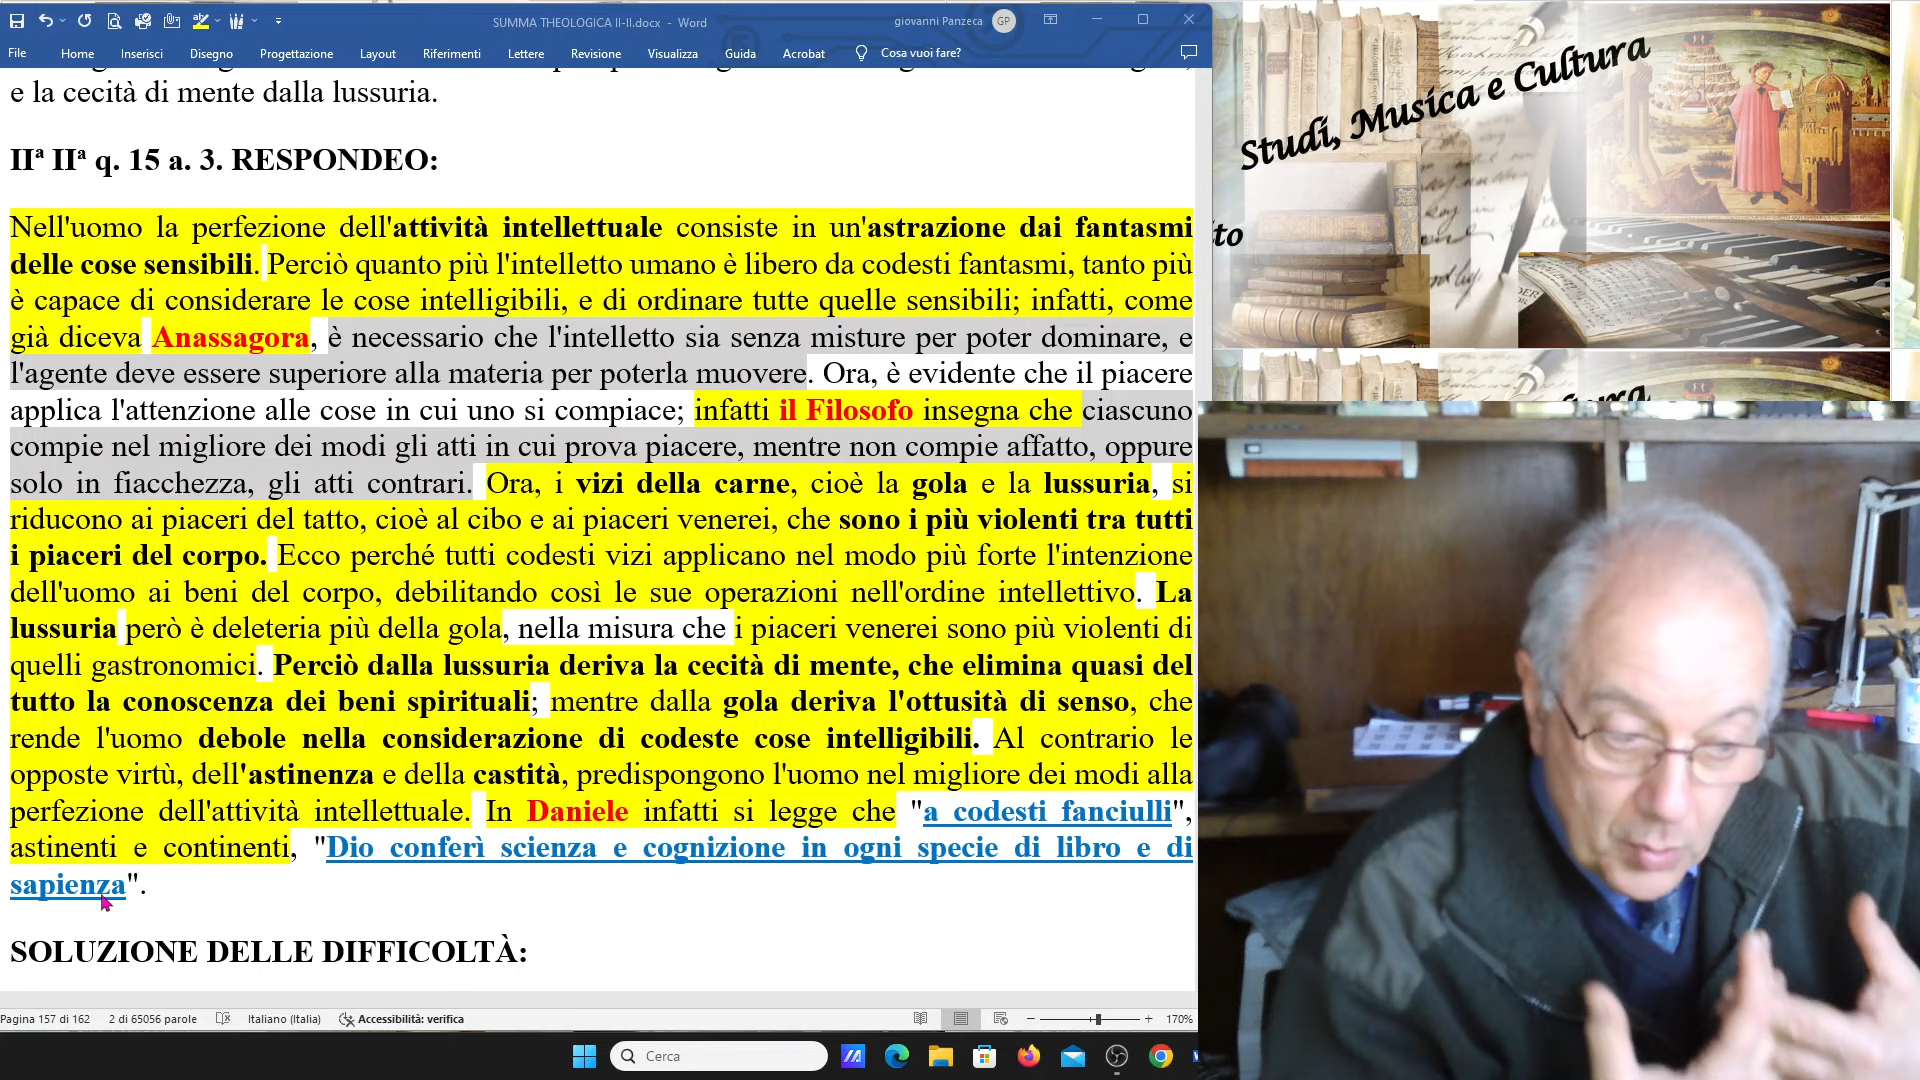 SUMMA THEOLOGICA II-II.docx - Word
giovanni Panzeca GP
File Home Inserisci Disegno Progettazione Layout Riferimenti Lettere Revisione Visualizza Guida Acrobat Cosa vuoi fare?
e la cecità di mente dalla lussuria.
IIª IIª q. 15 a. 3. RESPONDEO:
Nell'uomo la perfezione dell'attività intellettuale consiste in un'astrazione dai fantasmi
delle cose sensibili. Perciò quanto più l'intelletto umano è libero da codesti fantasmi, tanto più
è capace di considerare le cose intelligibili, e di ordinare tutte quelle sensibili; infatti, come
già diceva Anassagora, è necessario che l'intelletto sia senza misture per poter dominare, e
l'agente deve essere superiore alla materia per poterla muovere. Ora, è evidente che il piacere
applica l'attenzione alle cose in cui uno si compiace; infatti il Filosofo insegna che ciascuno
compie nel migliore dei modi gli atti in cui prova piacere, mentre non compie affatto, oppure
solo in fiacchezza, gli atti contrari. Ora, i vizi della carne, cioè la gola e la lussuria, si
riducono ai piaceri del tatto, cioè al cibo e ai piaceri venerei, che sono i più violenti tra tutti
i piaceri del corpo. Ecco perché tutti codesti vizi applicano nel modo più forte l'intenzione
dell'uomo ai beni del corpo, debilitando così le sue operazioni nell'ordine intellettivo. La
lussuria però è deleteria più della gola, nella misura che i piaceri venerei sono più violenti di
quelli gastronomici. Perciò dalla lussuria deriva la cecità di mente, che elimina quasi del
tutto la conoscenza dei beni spirituali; mentre dalla gola deriva l'ottusità di senso, che
rende l'uomo debole nella considerazione di codeste cose intelligibili. Al contrario le
opposte virtù, dell'astinenza e della castità, predispongono l'uomo nel migliore dei modi alla
perfezione dell'attività intellettuale. In Daniele infatti si legge che "a codesti fanciulli",
astinenti e continenti, "Dio conferì scienza e cognizione in ogni specie di libro e di
sapienza".
SOLUZIONE DELLE DIFFICOLTÀ:
Pagina 157 di 162 2 di 65056 parole Italiano (Italia) Accessibilità: verifica 170%
Cerca
Studi, Musica e Cultura